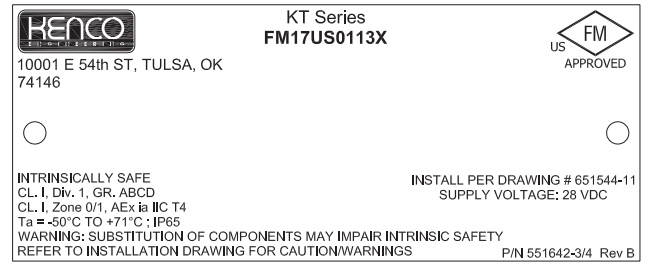 KENCO
ENGINEERING
KT Series
FM17US0113X
US FM
APPROVED
10001 E 54th ST, TULSA, OK
74146
INTRINSICALLY SAFE
CL. I, Div. 1, GR. ABCD
CL. I, Zone 0/1, AEx ia IIC T4
Ta = -50°C TO +71°C ; IP65
INSTALL PER DRAWING # 651544-11
SUPPLY VOLTAGE: 28 VDC
WARNING: SUBSTITUTION OF COMPONENTS MAY IMPAIR INTRINSIC SAFETY
REFER TO INSTALLATION DRAWING FOR CAUTION/WARNINGS
P/N 551642-3/4 Rev B